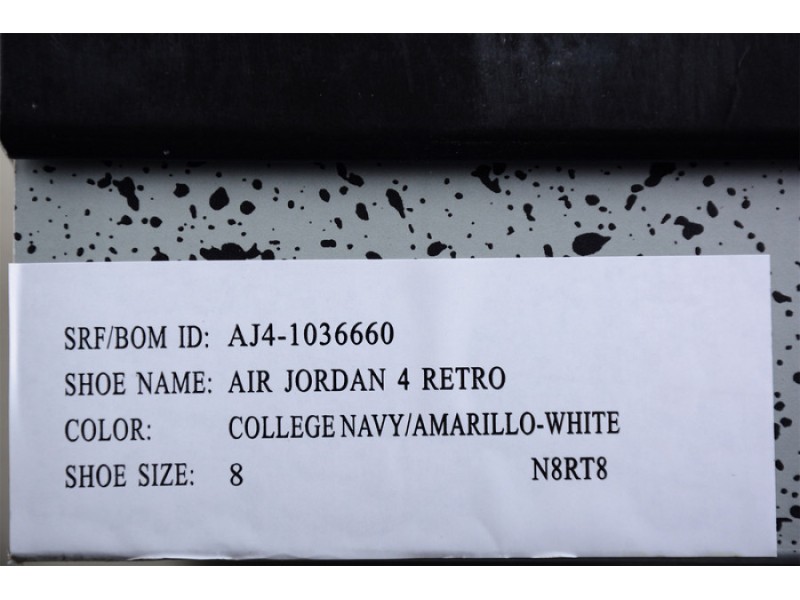 SRF/BOM ID: AJ4-1036660
SHOE NAME: AIR JORDAN 4 RETRO
COLOR: COLLEGE NAVY/AMARILLO-WHITE
SHOE SIZE: 8 N8RT8